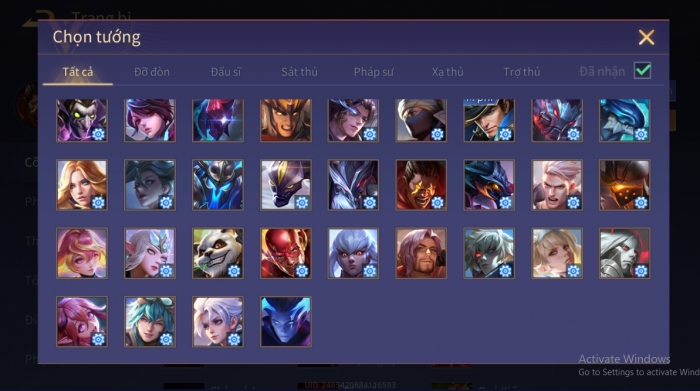 Trang bị
Chọn tướng
Tất cả
Đỡ đòn
Đấu sĩ
Sát thủ
Pháp sư
Xạ thủ
Trợ thủ
Đã nhận
Activate Windows
Go to Settings to activate Wind